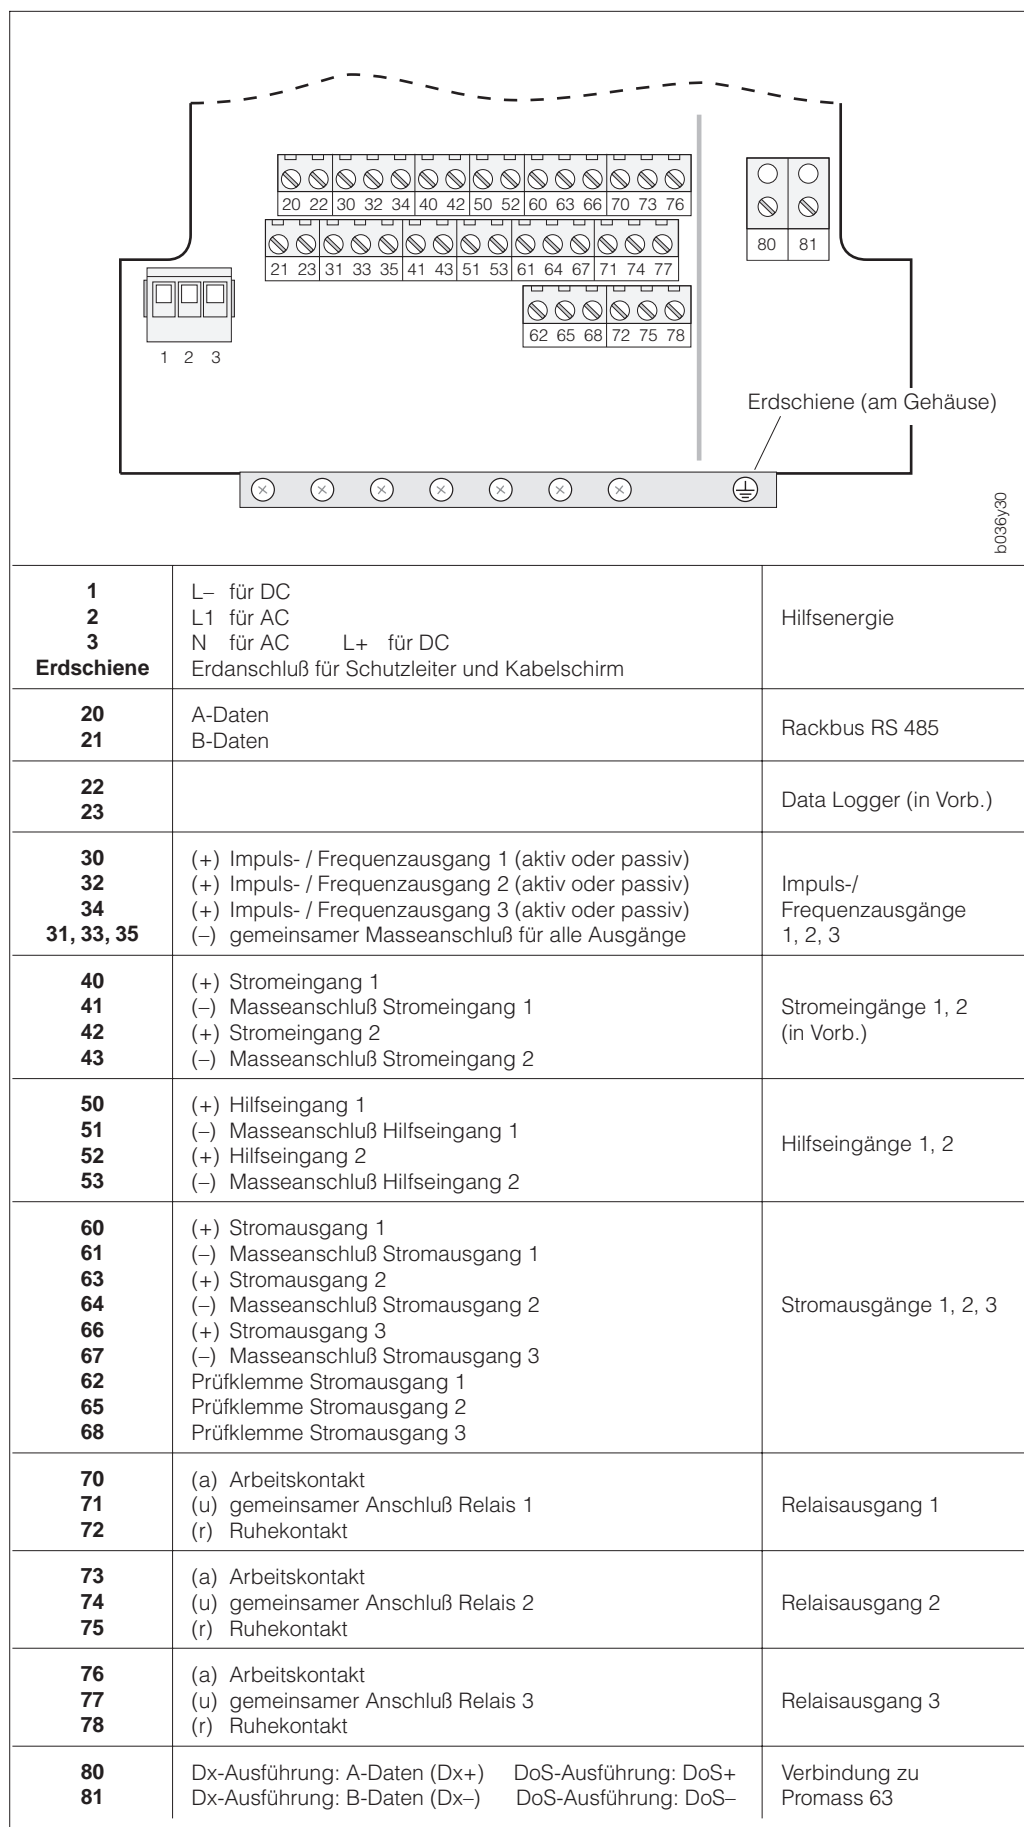 20 22 30 32 34 40 42 50 52 60 63 66 70 73 76
80 81
21 23 31 33 35 41 43 51 53 61 64 67 71 74 77
62 65 68 72 75 78
1 2 3
Erdschiene (am Gehäuse)
b036y30
1 L– für DC
2 L1 für AC Hilfsenergie
3 N für AC L+ für DC
Erdschiene Erdanschluß für Schutzleiter und Kabelschirm
20 A-Daten
21 B-Daten
Rackbus RS 485
22
23
Data Logger (in Vorb.)
30 (+) Impuls- / Frequenzausgang 1 (aktiv oder passiv)
32 (+) Impuls- / Frequenzausgang 2 (aktiv oder passiv) Impuls-/
34 (+) Impuls- / Frequenzausgang 3 (aktiv oder passiv) Frequenzausgänge
31, 33, 35 (–) gemeinsamer Masseanschluß für alle Ausgänge 1, 2, 3
40 (+) Stromeingang 1
41 (–) Masseanschluß Stromeingang 1 Stromeingänge 1, 2
42 (+) Stromeingang 2 (in Vorb.)
43 (–) Masseanschluß Stromeingang 2
50 (+) Hilfseingang 1
51 (–) Masseanschluß Hilfseingang 1
52 (+) Hilfseingang 2
53 (–) Masseanschluß Hilfseingang 2
Hilfseingänge 1, 2
60 (+) Stromausgang 1
61 (–) Masseanschluß Stromausgang 1
63 (+) Stromausgang 2
64 (–) Masseanschluß Stromausgang 2 Stromausgänge 1, 2, 3
66 (+) Stromausgang 3
67 (–) Masseanschluß Stromausgang 3
62 Prüfklemme Stromausgang 1
65 Prüfklemme Stromausgang 2
68 Prüfklemme Stromausgang 3
70 (a) Arbeitskontakt
71 (u) gemeinsamer Anschluß Relais 1 Relaisausgang 1
72 (r) Ruhekontakt
73 (a) Arbeitskontakt
74 (u) gemeinsamer Anschluß Relais 2 Relaisausgang 2
75 (r) Ruhekontakt
76 (a) Arbeitskontakt
77 (u) gemeinsamer Anschluß Relais 3 Relaisausgang 3
78 (r) Ruhekontakt
80 Dx-Ausführung: A-Daten (Dx+) DoS-Ausführung: DoS+ Verbindung zu
81 Dx-Ausführung: B-Daten (Dx–) DoS-Ausführung: DoS– Promass 63